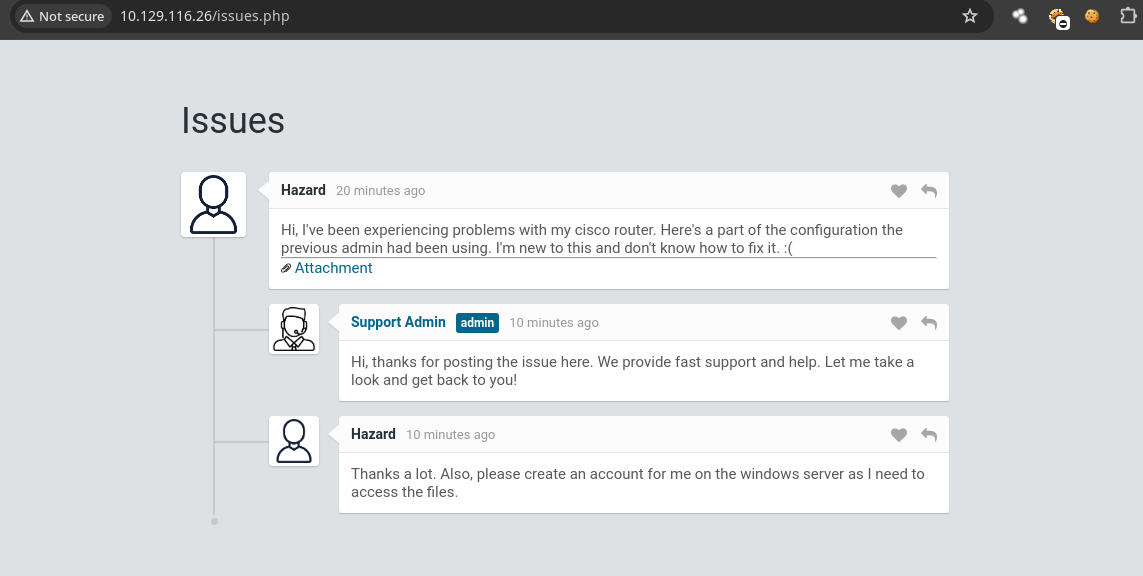 Not secure 10.129.116.26/issues.php
Issues
Hazard 20 minutes ago
Hi, I've been experiencing problems with my cisco router. Here's a part of the configuration the
previous admin had been using. I'm new to this and don't know how to fix it. :(
Attachment
Support Admin admin 10 minutes ago
Hi, thanks for posting the issue here. We provide fast support and help. Let me take a
look and get back to you!
Hazard 10 minutes ago
Thanks a lot. Also, please create an account for me on the windows server as I need to
access the files.